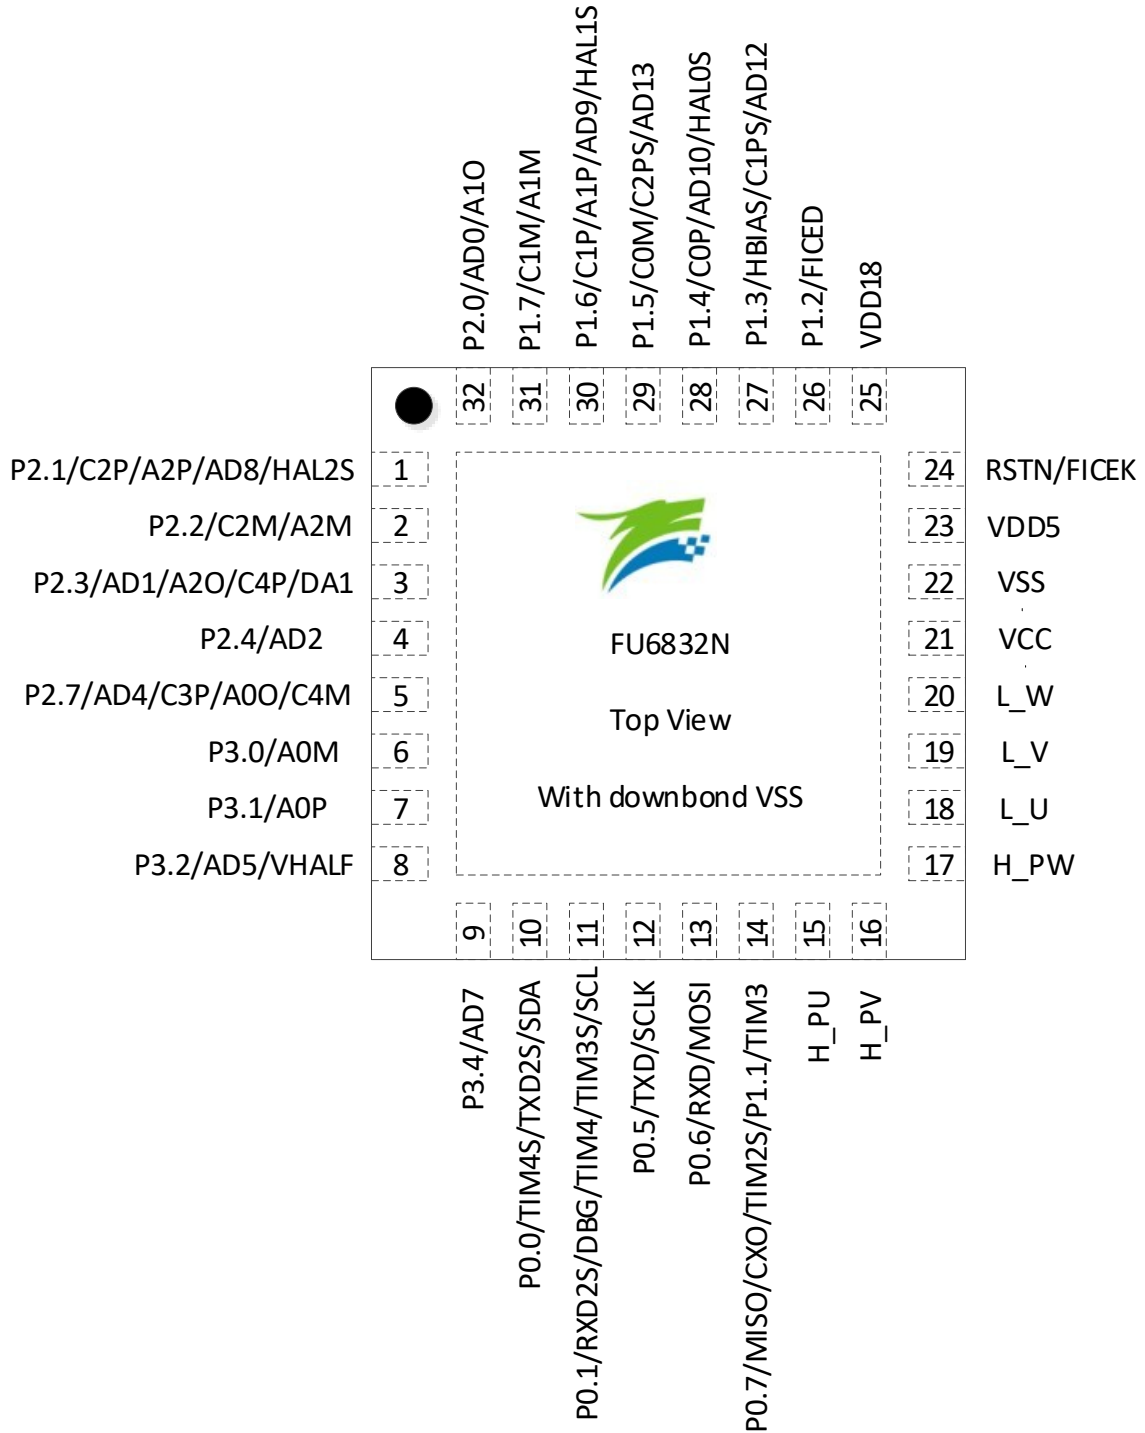 P2.0/AD0/A1O
P1.7/C1M/A1M
P1.6/C1P/A1P/AD9/HAL1S
P1.5/C0M/C2PS/AD13
P1.4/C0P/AD10/HAL0S
P1.3/HBIAS/C1PS/AD12
P1.2/FICED
VDD18
32 31 30 29 28 27 26 25
P2.1/C2P/A2P/AD8/HAL2S 1
P2.2/C2M/A2M 2
P2.3/AD1/A2O/C4P/DA1 3
P2.4/AD2 4
P2.7/AD4/C3P/A0O/C4M 5
P3.0/A0M 6
P3.1/A0P 7
P3.2/AD5/VHALF 8
FU6832N
Top View
With downbond VSS
24 RSTN/FICEK
23 VDD5
22 VSS
21 VCC
20 L_W
19 L_V
18 L_U
17 H_PW
9 10 11 12 13 14 15 16
P3.4/AD7
P0.0/TIM4S/TXD2S/SDA
P0.1/RXD2S/DBG/TIM4/TIM3S/SCL
P0.5/TXD/SCLK
P0.6/RXD/MOSI
P0.7/MISO/CXO/TIM2S/P1.1/TIM3
H_PU
H_PV